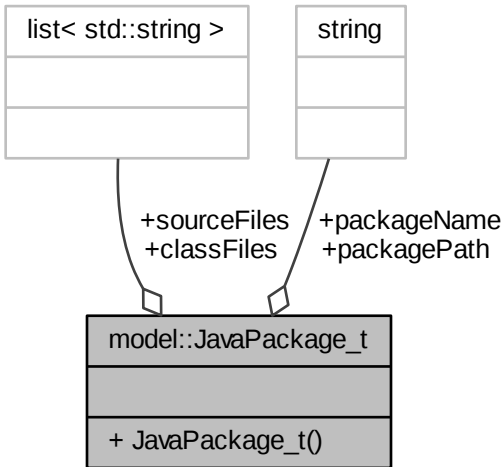 list< std::string >
string
+sourceFiles
+classFiles
+packageName
+packagePath
model::JavaPackage_t
+ JavaPackage_t()